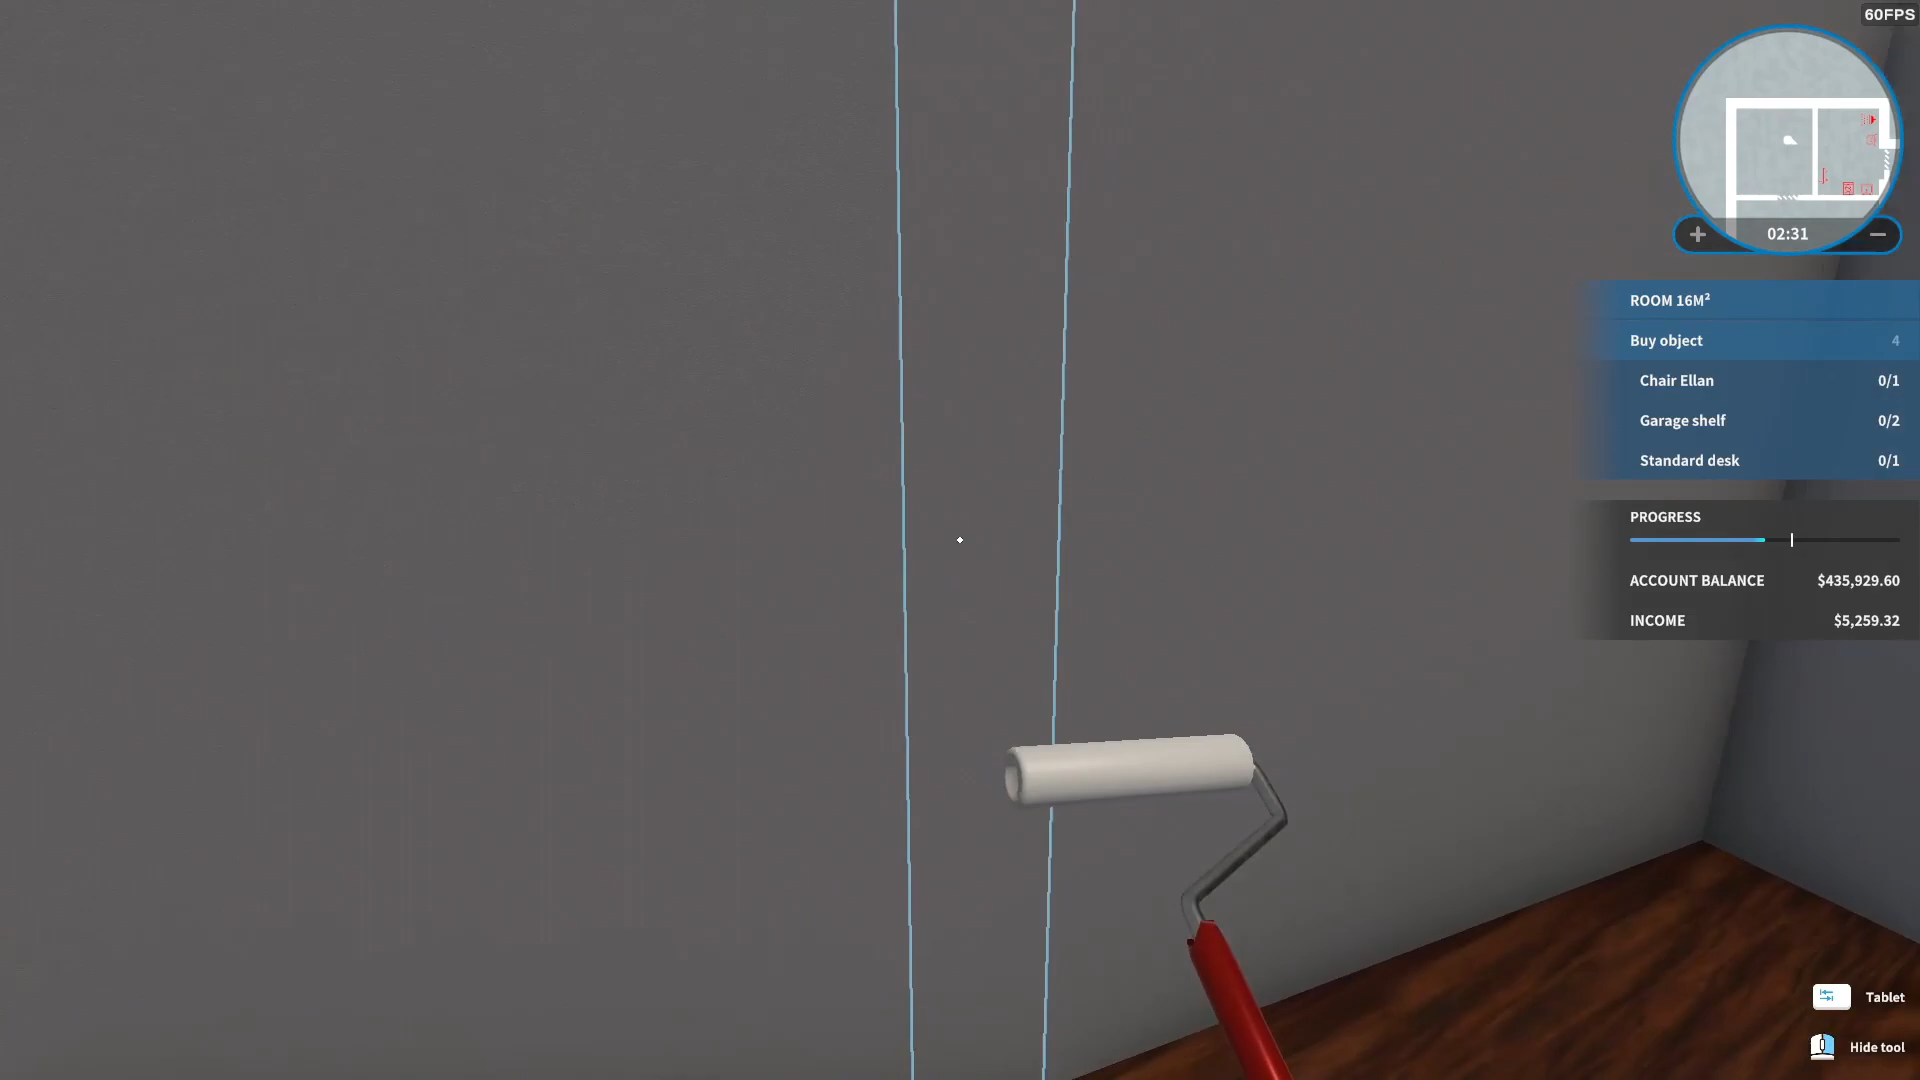 60FPS
+ 02:31 −
ROOM 16M²
Buy object 4
Chair Ellan 0/1
Garage shelf 0/2
Standard desk 0/1
PROGRESS
ACCOUNT BALANCE $435,929.60
INCOME $5,259.32
Tablet
Hide tool